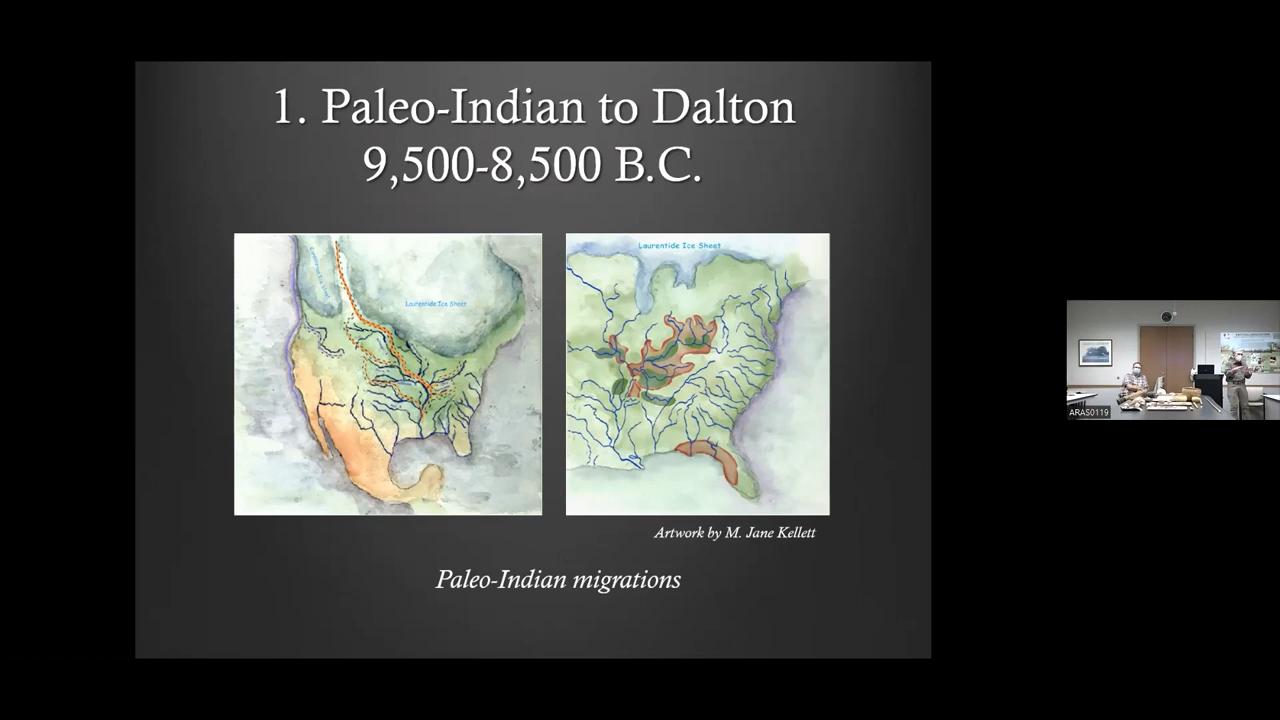 1. Paleo-Indian to Dalton
9,500-8,500 B.C.
Laurentide Ice Sheet
Laurentide Ice Sheet
Artwork by M. Jane Kellett
Paleo-Indian migrations
ARAS0119